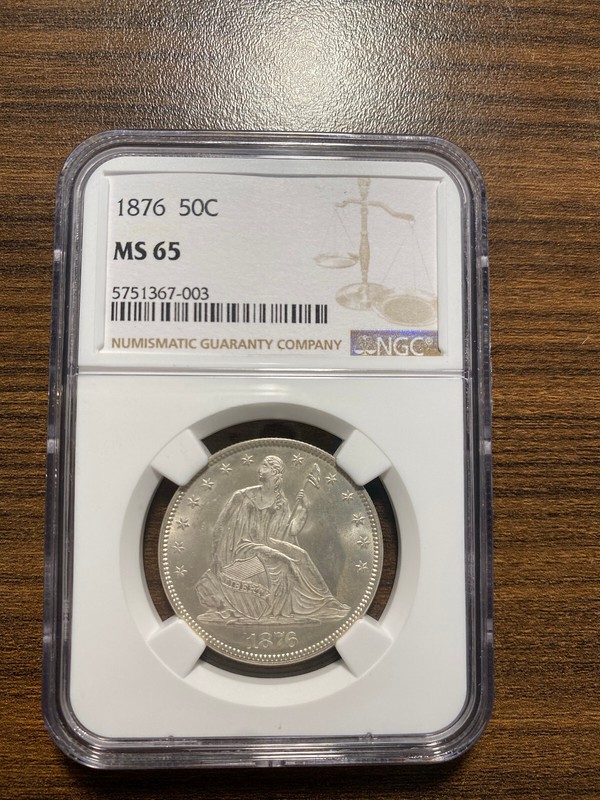 1876 50C
MS 65
5751367-003
NUMISMATIC GUARANTY COMPANY NGC®
LIBERTY
1876